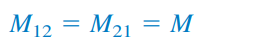 M₁₂ = M₂₁ = M